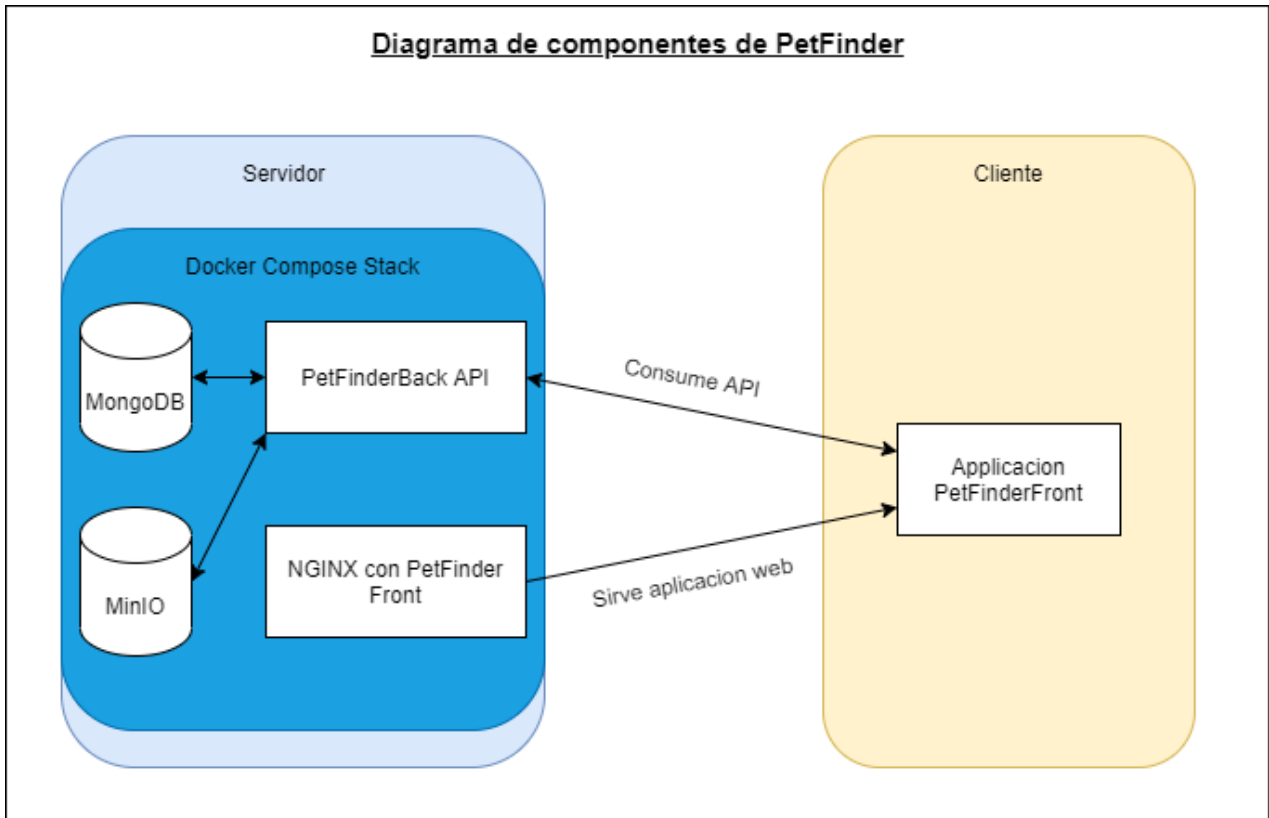 Diagrama de componentes de PetFinder
Servidor
Cliente
Docker Compose Stack
MongoDB
PetFinderBack API
Consume API
Applicacion
PetFinderFront
MinIO
NGINX con PetFinder
Front
Sirve aplicacion web